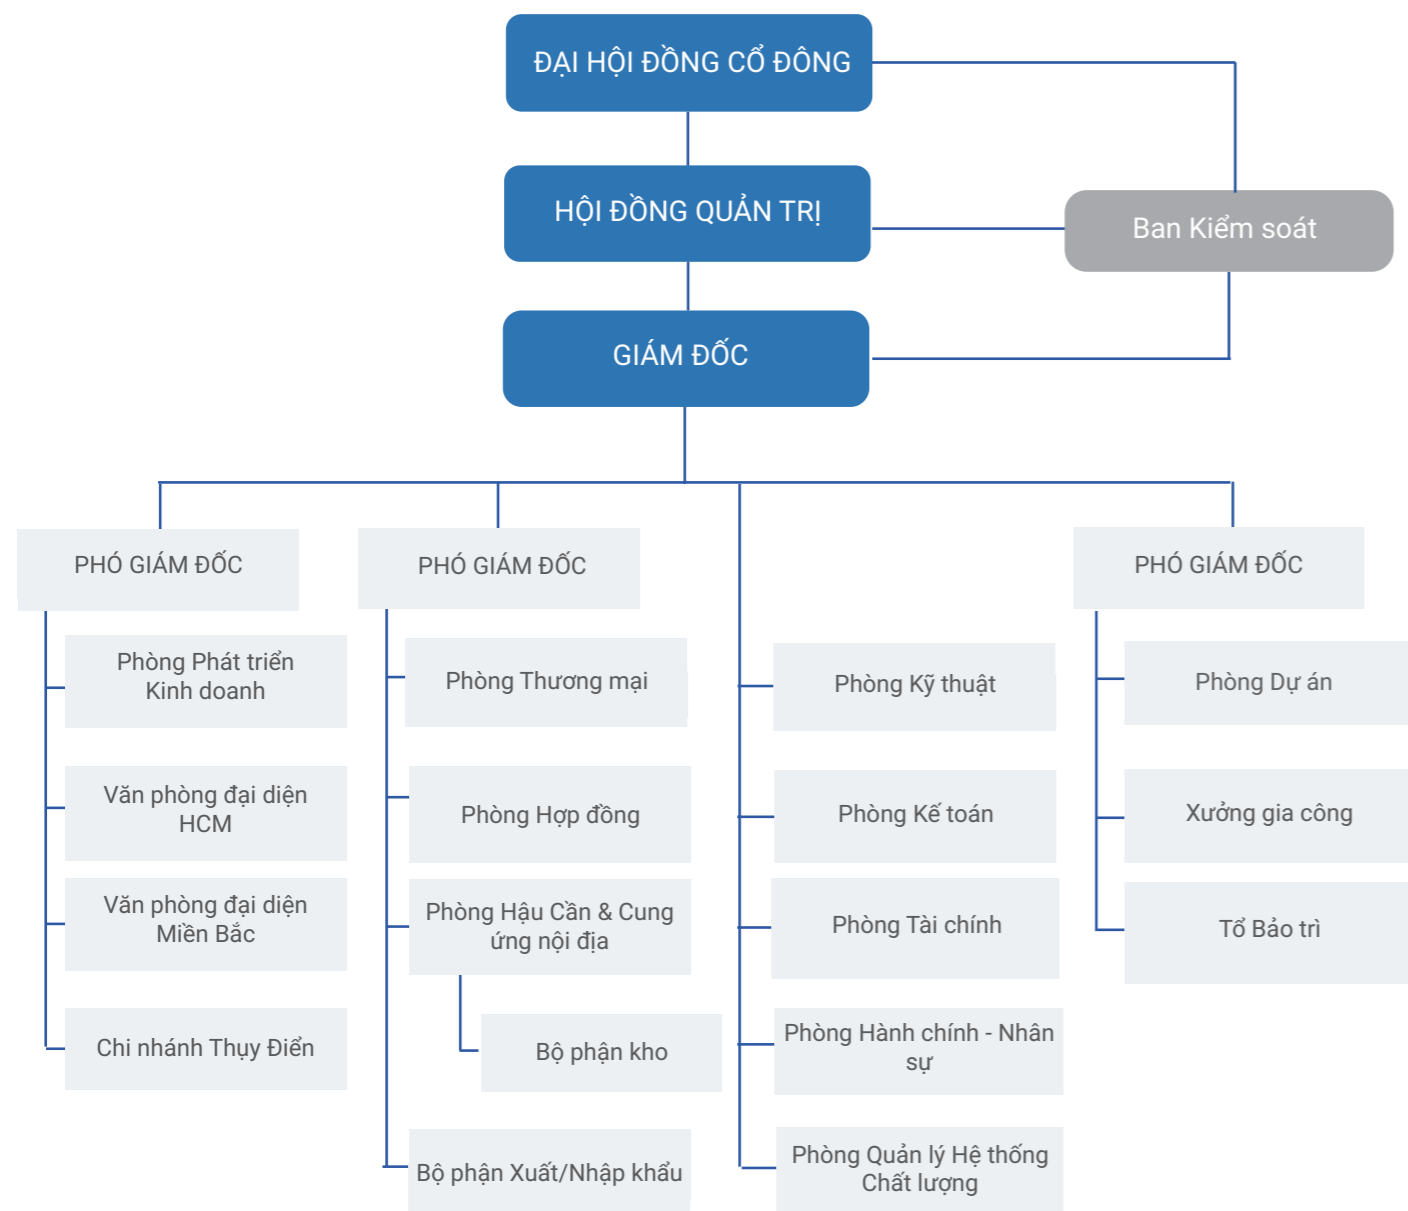 ĐẠI HỘI ĐỒNG CỔ ĐÔNG
HỘI ĐỒNG QUẢN TRỊ
Ban Kiểm soát
GIÁM ĐỐC
PHÓ GIÁM ĐỐC
Phòng Phát triển
Kinh doanh
Văn phòng đại diện
HCM
Văn phòng đại diện
Miền Bắc
Chi nhánh Thụy Điển
PHÓ GIÁM ĐỐC
Phòng Thương mại
Phòng Hợp đồng
Phòng Hậu Cần & Cung
ứng nội địa
Bộ phận kho
Bộ phận Xuất/Nhập khẩu
Phòng Kỹ thuật
Phòng Kế toán
Phòng Tài chính
Phòng Hành chính - Nhân
sự
Phòng Quản lý Hệ thống
Chất lượng
PHÓ GIÁM ĐỐC
Phòng Dự án
Xưởng gia công
Tổ Bảo trì